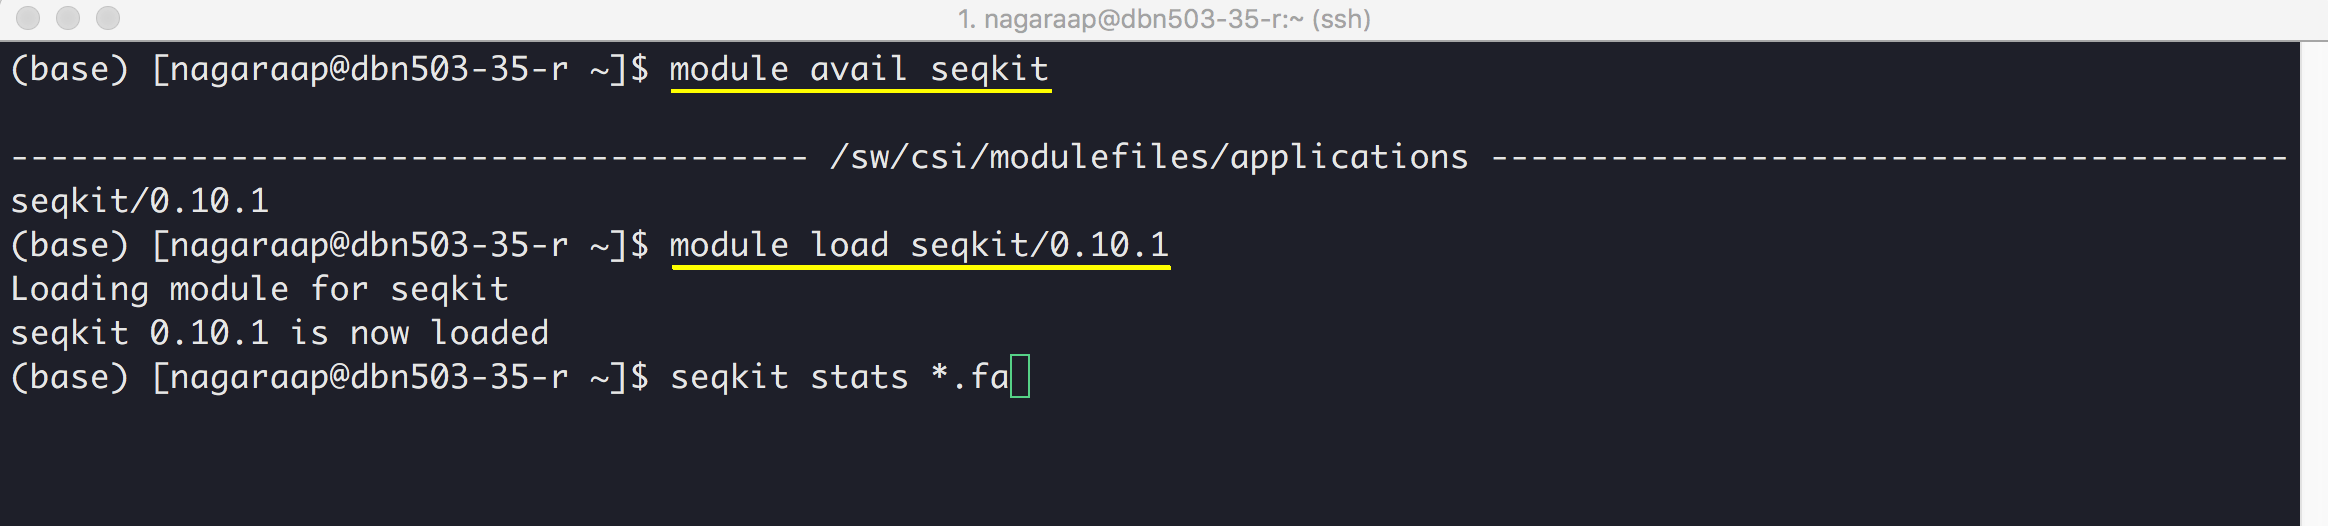 1. nagaraap@dbn503-35-r:~ (ssh)
(base) [nagaraap@dbn503-35-r ~]$ module avail seqkit
---------------------------------------- /sw/csi/modulefiles/applications ----------------------------------------
seqkit/0.10.1
(base) [nagaraap@dbn503-35-r ~]$ module load seqkit/0.10.1
Loading module for seqkit
seqkit 0.10.1 is now loaded
(base) [nagaraap@dbn503-35-r ~]$ seqkit stats *.fa